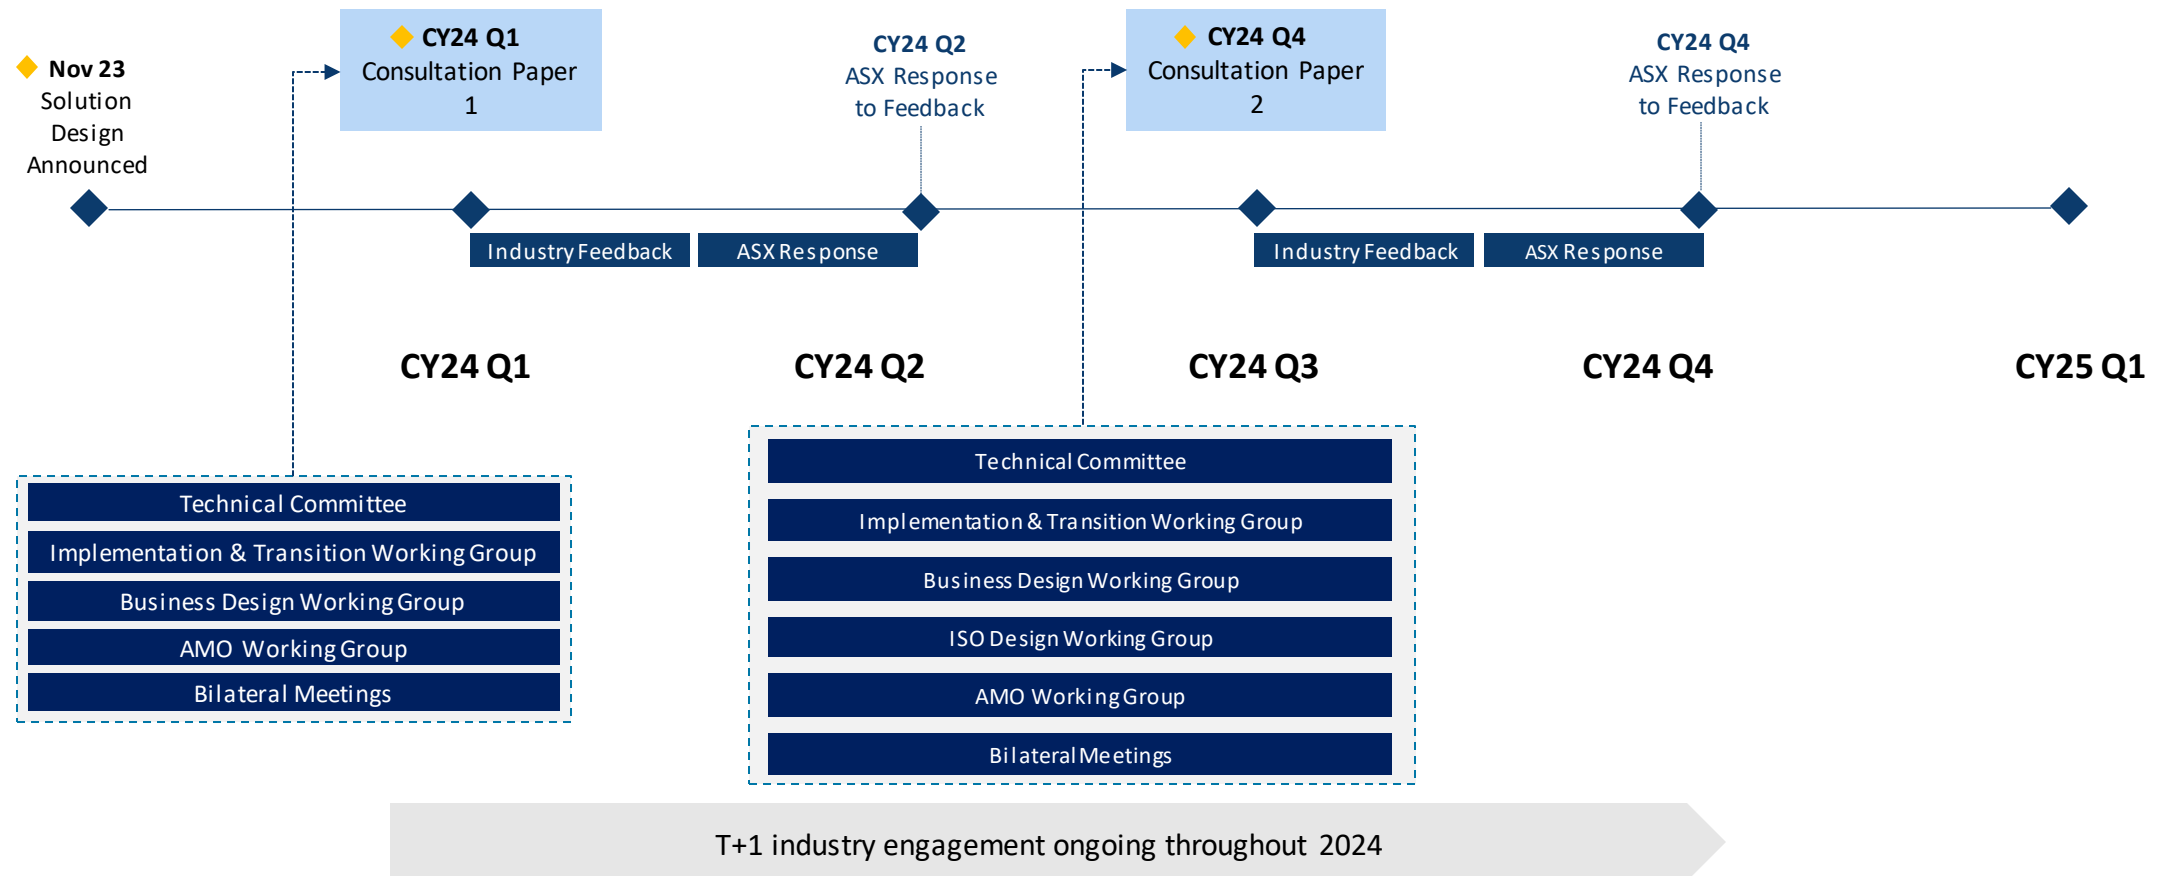 Nov 23
Solution
Design
Announced
CY24 Q1
Consultation Paper
1
CY24 Q2
ASX Response
to Feedback
CY24 Q4
Consultation Paper
2
CY24 Q4
ASX Response
to Feedback
Industry Feedback
ASX Response
Industry Feedback
ASX Response
CY24 Q1
CY24 Q2
CY24 Q3
CY24 Q4
CY25 Q1
Technical Committee
Implementation & Transition Working Group
Business Design Working Group
AMO Working Group
Bilateral Meetings
Technical Committee
Implementation & Transition Working Group
Business Design Working Group
ISO Design Working Group
AMO Working Group
Bilateral Meetings
T+1 industry engagement ongoing throughout 2024